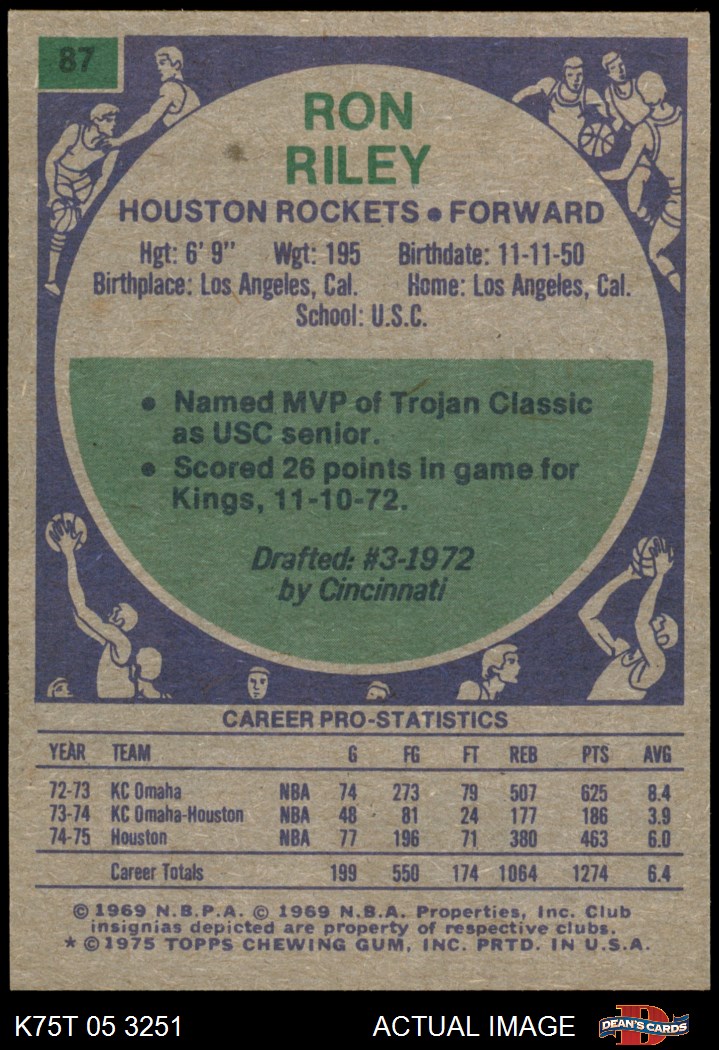 87
RON
RILEY
HOUSTON ROCKETS • FORWARD
Hgt: 6' 9" Wgt: 195 Birthdate: 11-11-50
Birthplace: Los Angeles, Cal. Home: Los Angeles, Cal.
School: U.S.C.
• Named MVP of Trojan Classic
as USC senior.
• Scored 26 points in game for
Kings, 11-10-72.
Drafted: #3-1972
by Cincinnati
CAREER PRO-STATISTICS
YEAR TEAM G FG FT REB PTS AVG
72-73 KC Omaha NBA 74 273 79 507 625 8.4
73-74 KC Omaha-Houston NBA 48 81 24 177 186 3.9
74-75 Houston NBA 77 196 71 380 463 6.0
Career Totals 199 550 174 1064 1274 6.4
© 1969 N.B.P.A. © 1969 N.B.A. Properties, Inc. Club
insignias depicted are property of respective clubs.
* © 1975 TOPPS CHEWING GUM, INC. PRTD. IN U.S.A.
K75T 05 3251 ACTUAL IMAGE
D
DEAN'S CARDS